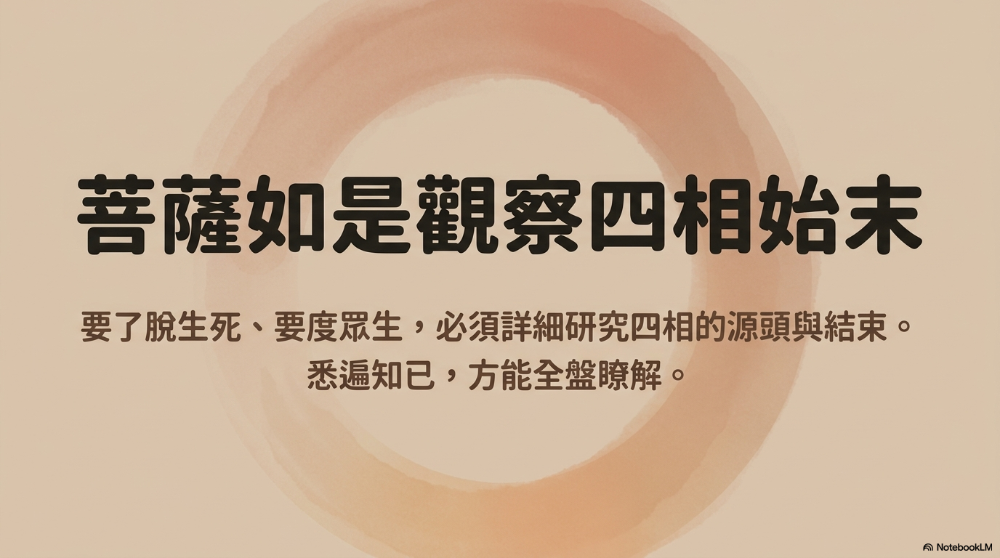 菩薩如是觀察四相始末
要了脫生死、要度眾生，必須詳細研究四相的源頭與結束。
悉遍知已，方能全盤瞭解。
NotebookLM